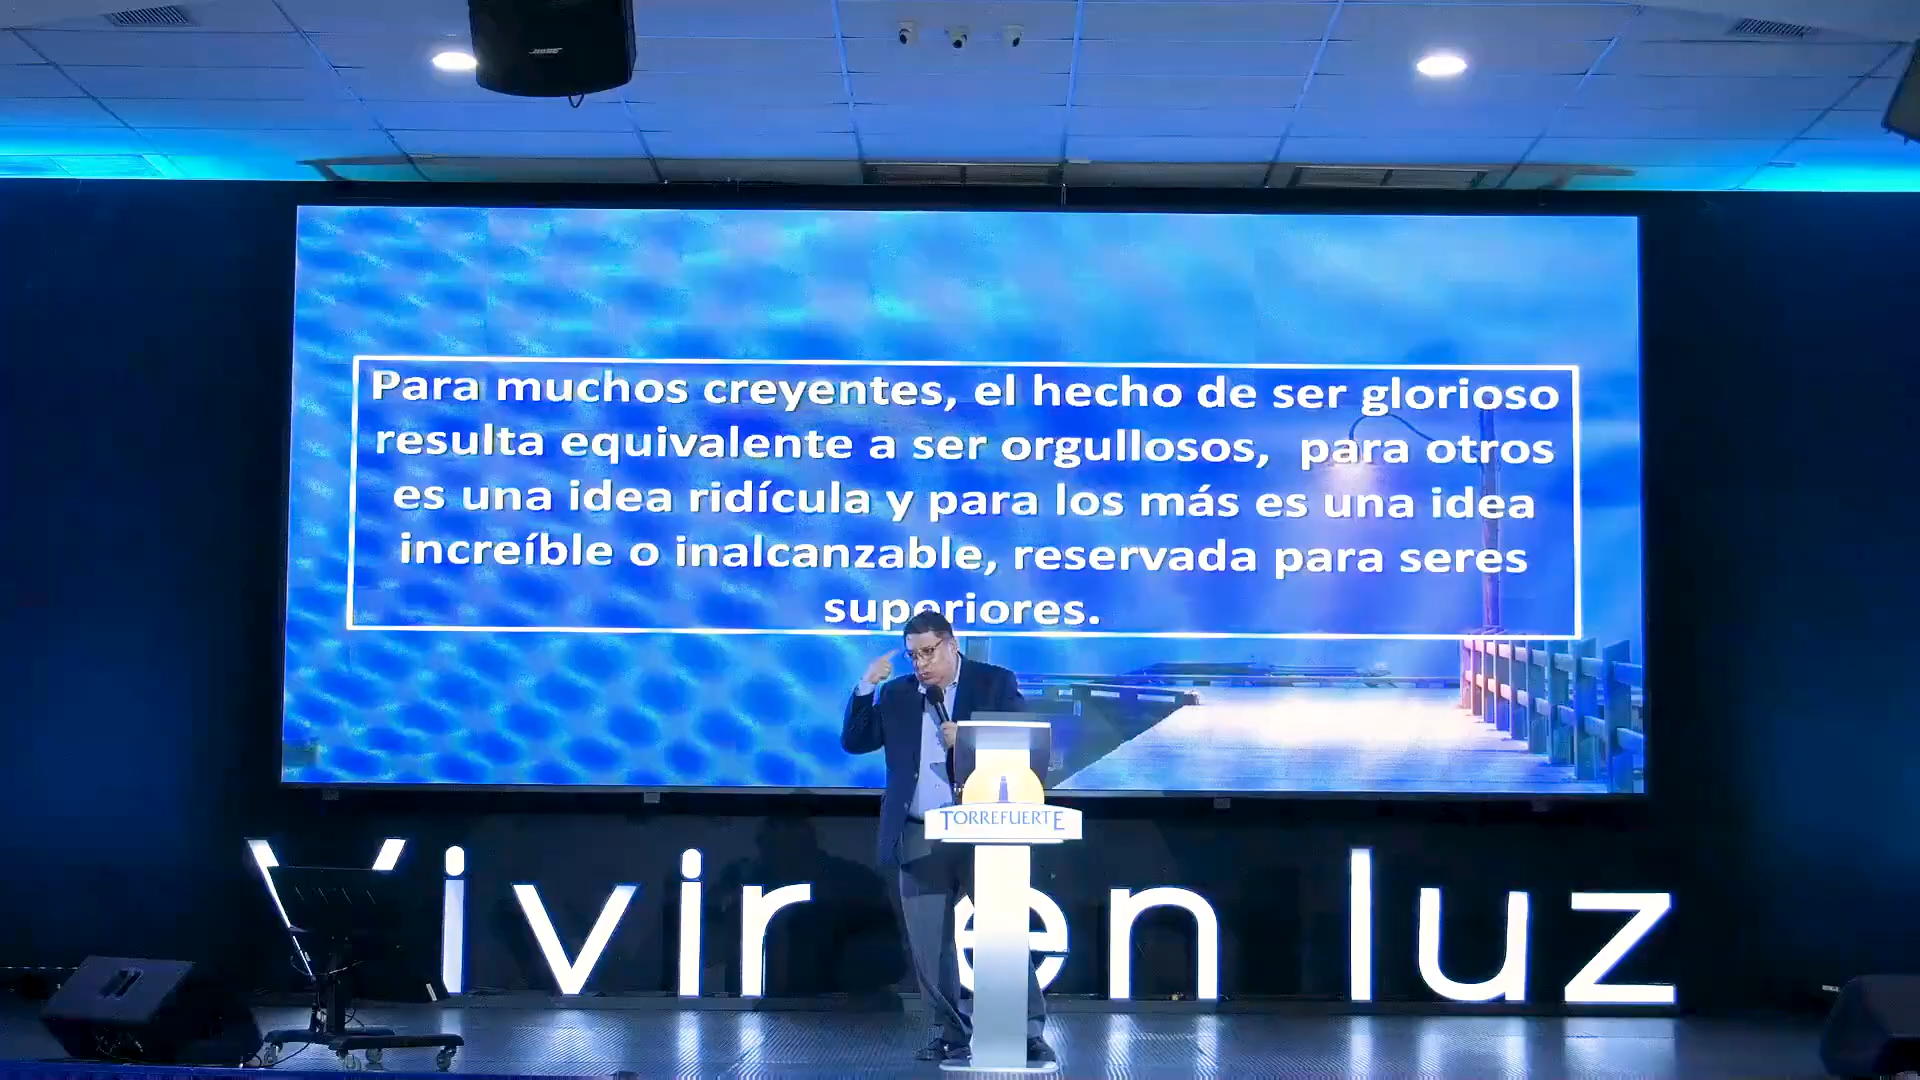 BOSE
Para muchos creyentes, el hecho de ser glorioso
resulta equivalente a ser orgullosos, para otros
es una idea ridícula y para los más es una idea
increíble o inalcanzable, reservada para seres
superiores.
TORREFUERTE
Vivir en luz